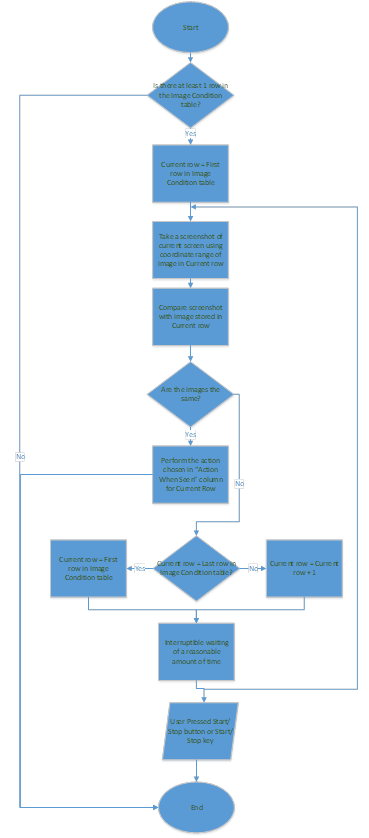 Start
Is there at least 1 row in
the Image Condition
table?
Yes
Current row = First
row in Image
Condition table
Take a screenshot of
current screen using
coordinate range of
image in Current row
Compare screenshot
with image stored in
Current row
Are the images the
same?
No
Yes
Perform the action
chosen in "Action
When Seen" column
for Current Row
No
Current row = First
row in Image
Condition table
Yes
Current row = Last row in
Image Condition table?
No
Current row = Current
row + 1
Interruptible waiting
of a reasonable
amount of time
User Pressed Start/
Stop button or Start/
Stop key
End